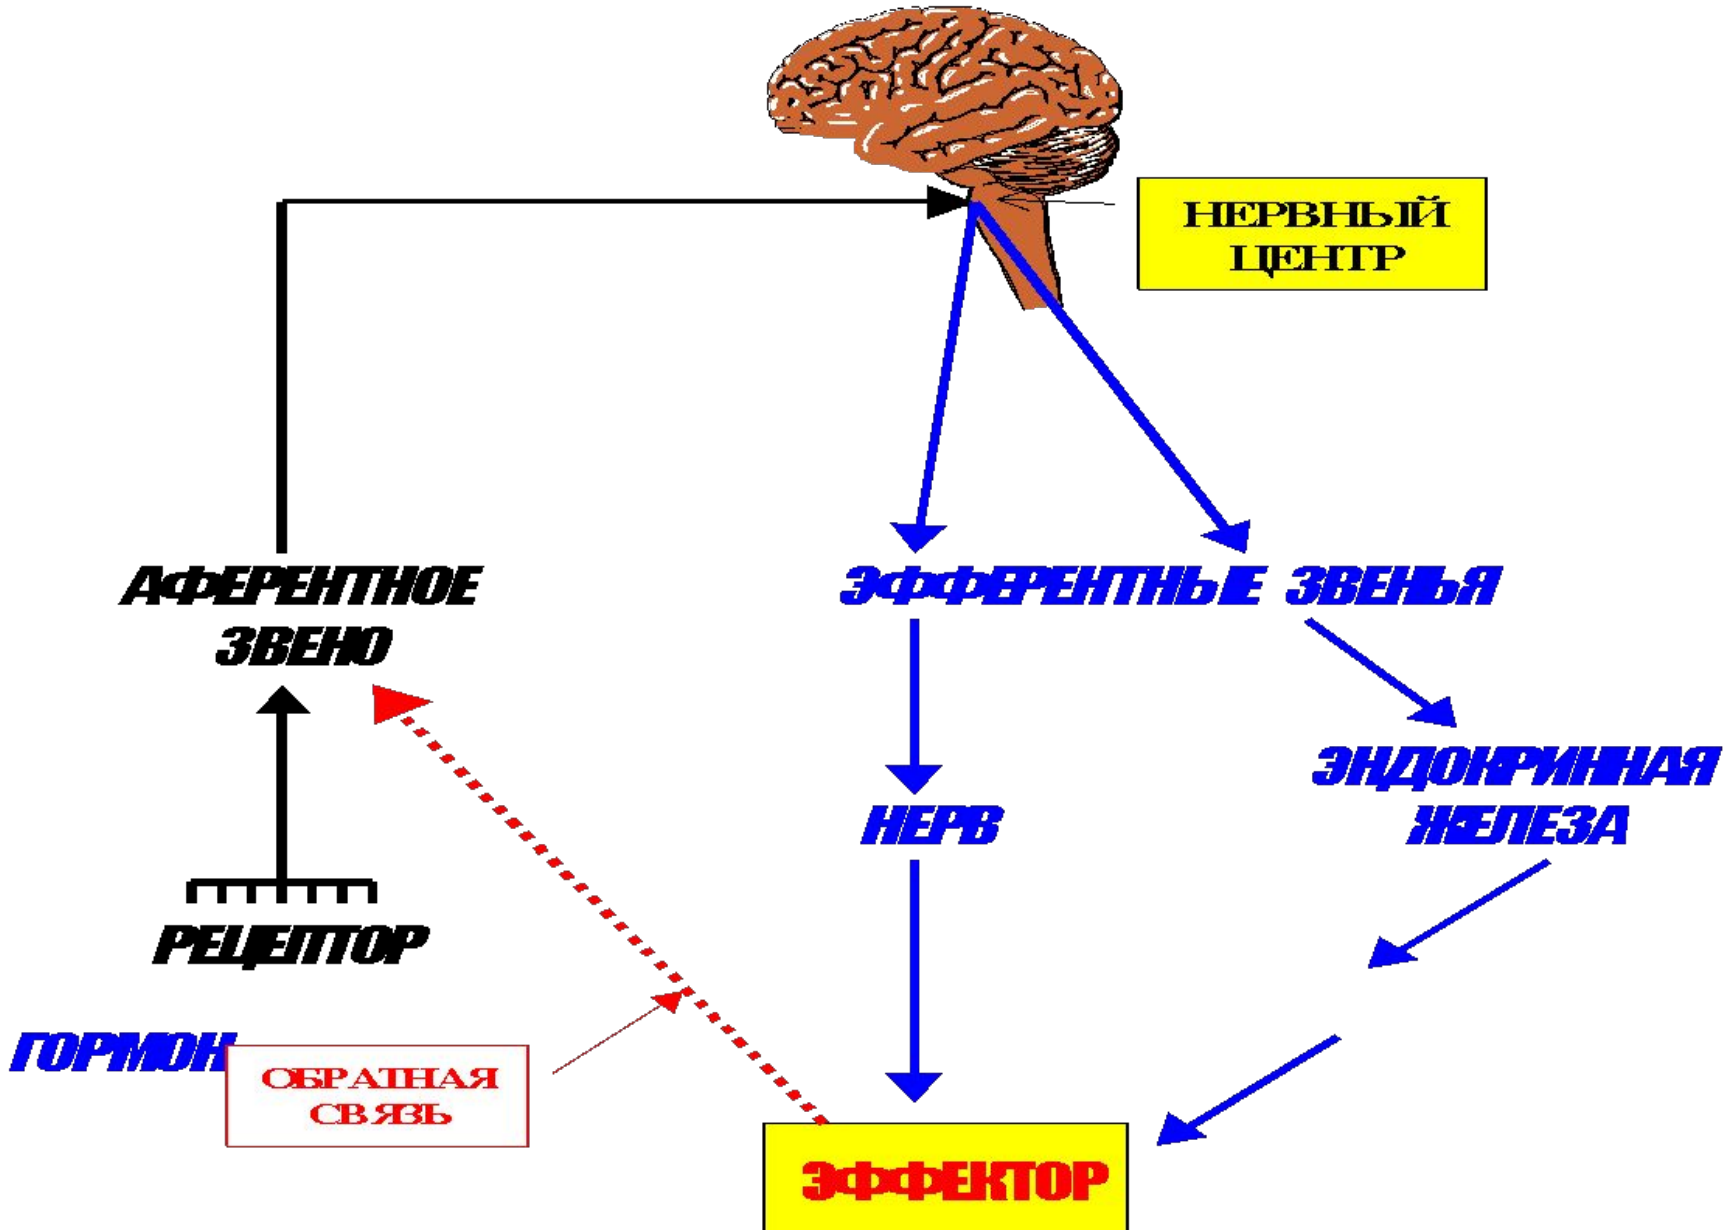 НЕРВНЫЙ
ЦЕНТР
АФЕРЕНТНОЕ
ЗВЕНО
ЭФФЕРЕНТНЫЕ ЗВЕНЬЯ
ЭНДОКРИННАЯ
ЖЕЛЕЗА
НЕРВ
РЕЦЕПТОР
ГОРМОН
ОБРАТНАЯ
СВЯЗЬ
ЭФФЕКТОР